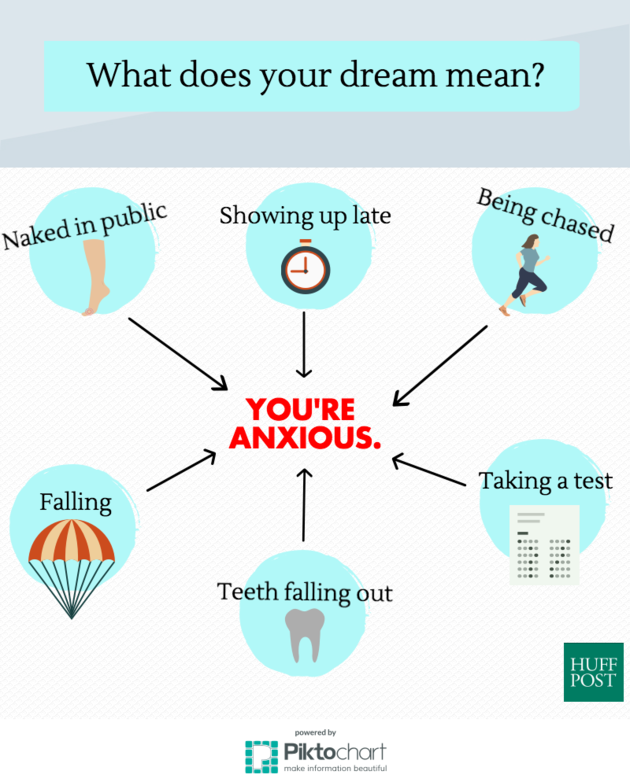 What does your dream mean?
Naked in public
Showing up late
Being chased
YOU'RE
ANXIOUS.
Falling
Teeth falling out
Taking a test
HUFF
POST
powered by
Piktochart
make information beautiful